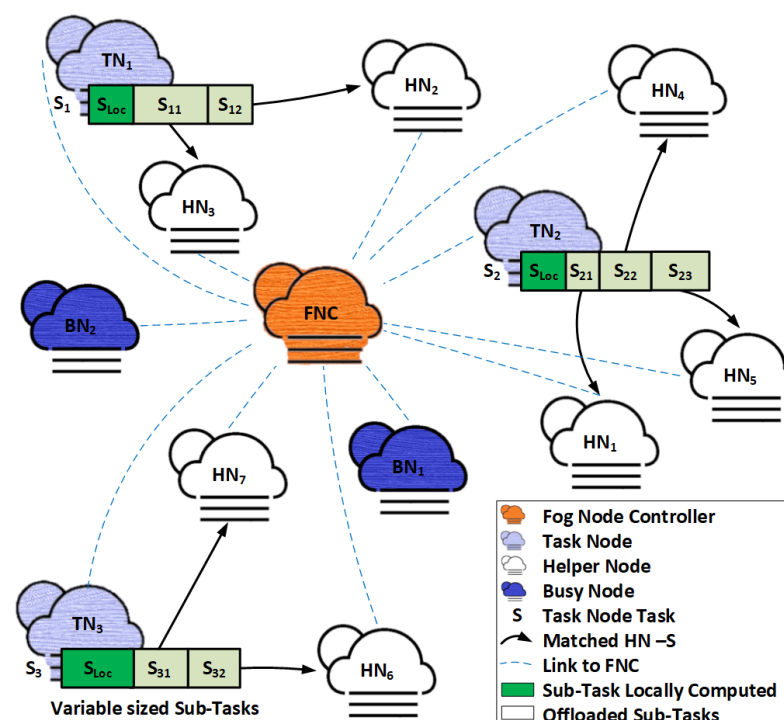 TN1
S1
SLoc
S11
S12
HN2
HN4
HN3
TN2
S2
SLoc
S21
S22
S23
BN2
FNC
HN5
HN1
HN7
BN1
TN3
S3
SLoc
S31
S32
HN6
Variable sized Sub-Tasks
Fog Node Controller
Task Node
Helper Node
Busy Node
S Task Node Task
Matched HN –S
Link to FNC
Sub-Task Locally Computed
Offloaded Sub-Tasks